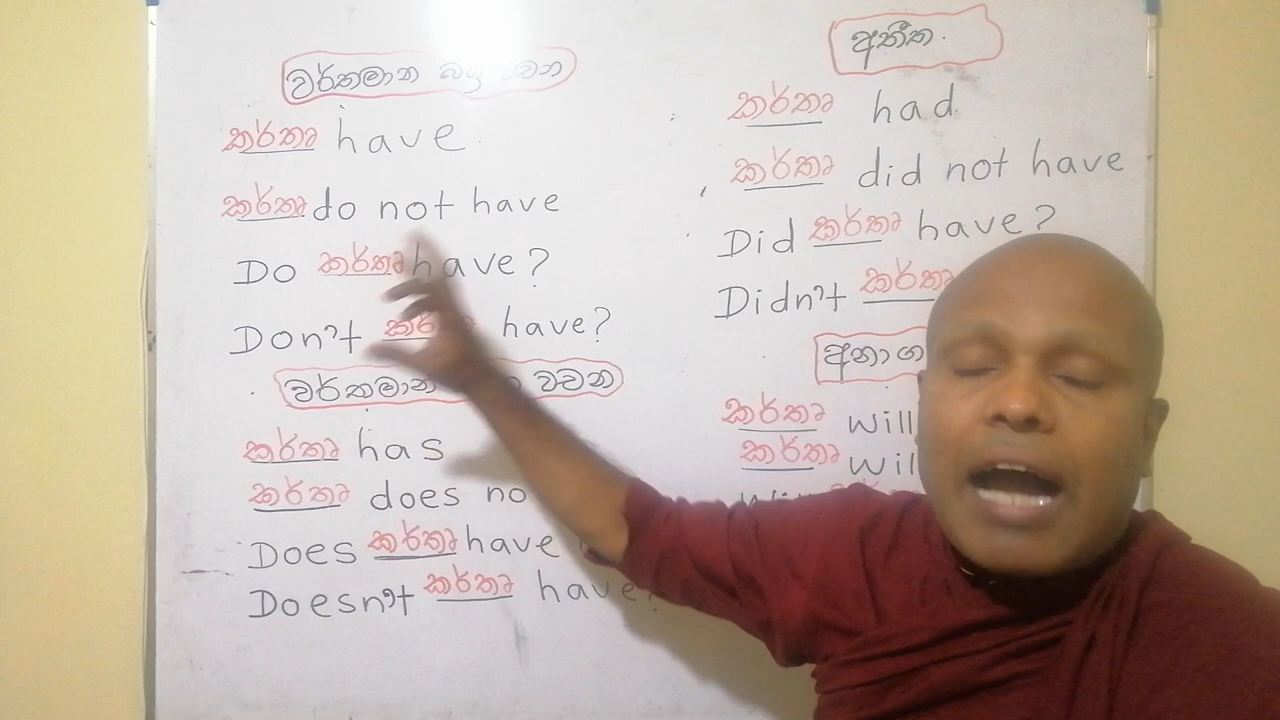 වර්තමාන බහු වචන
කර්තෘ have
කර්තෘ do not have
Do කර්තෘ have?
Don't කර්තෘ have?
වර්තමාන වචන
කර්තෘ has
කර්තෘ does no
Does කර්තෘ have
Doesn't කර්තෘ have?
අතීත.
කර්තෘ had
කර්තෘ did not have
Did කර්තෘ have?
Didn't කර්තෘ
අනාග
කර්තෘ will
කර්තෘ wil